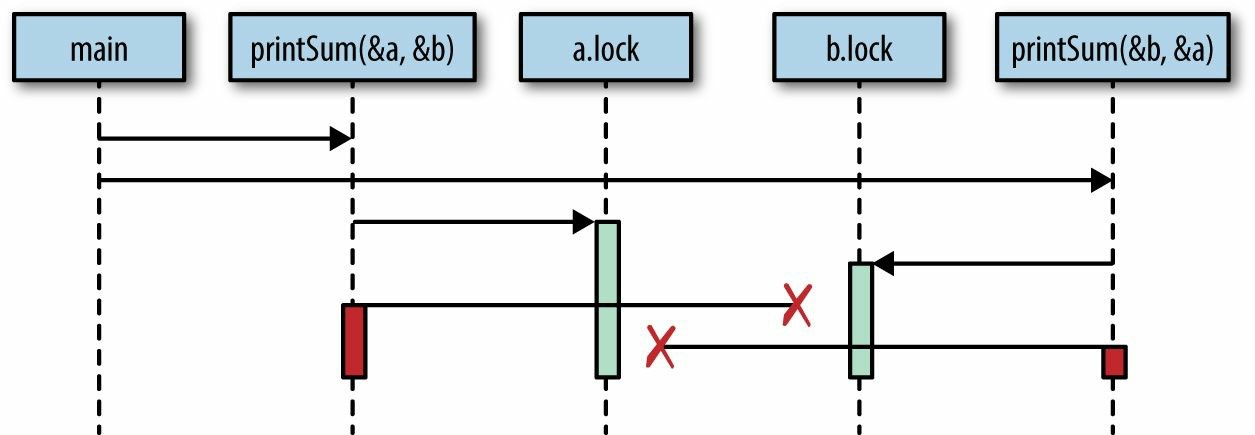 main
printSum(&a, &b)
a.lock
b.lock
printSum(&b, &a)